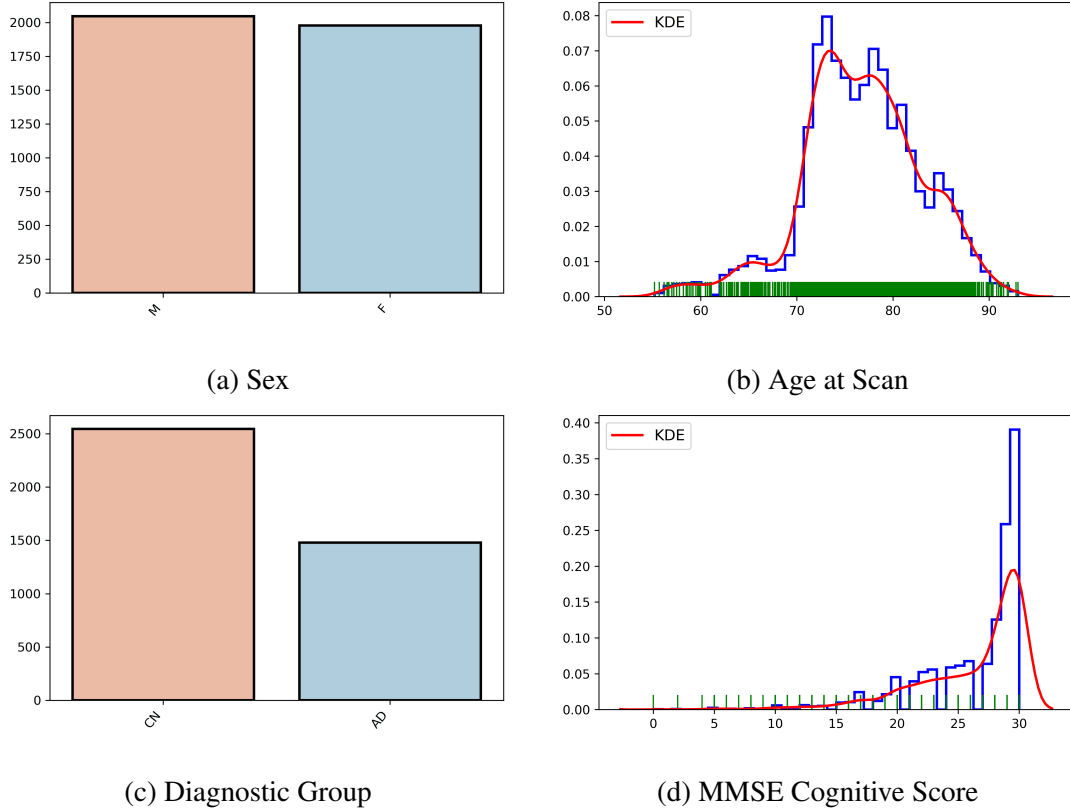 2000
1750
1500
1250
1000
750
500
250
0
M
F
(a) Sex
0.08
0.07
0.06
0.05
0.04
0.03
0.02
0.01
0.00
KDE
50 60 70 80 90
(b) Age at Scan
2500
2000
1500
1000
500
0
CN
AD
(c) Diagnostic Group
0.40
0.35
0.30
0.25
0.20
0.15
0.10
0.05
0.00
KDE
0 5 10 15 20 25 30
(d) MMSE Cognitive Score